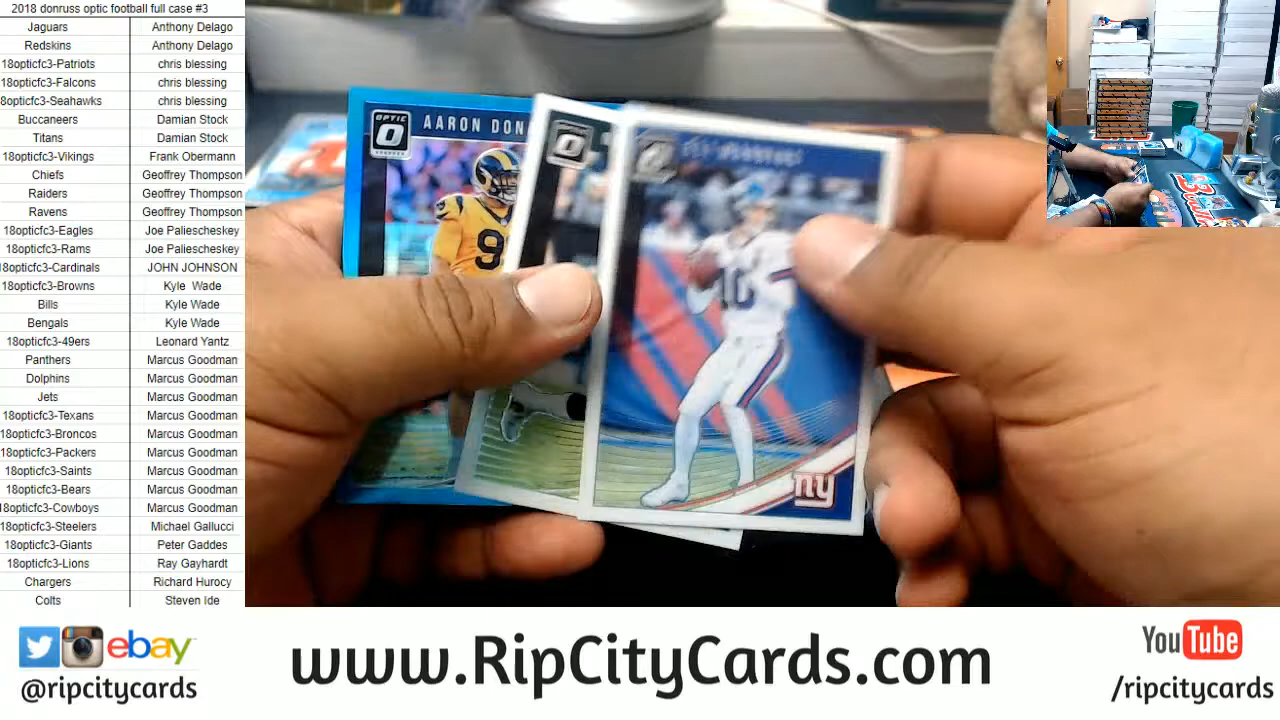 2018 donruss optic football full case #3
Jaguars Anthony Delago
Redskins Anthony Delago
18opticfc3-Patriots chris blessing
18opticfc3-Falcons chris blessing
8opticfc3-Seahawks chris blessing
Buccaneers Damian Stock
Titans Damian Stock
18opticfc3-Vikings Frank Obermann
Chiefs Geoffrey Thompson
Raiders Geoffrey Thompson
Ravens Geoffrey Thompson
18opticfc3-Eagles Joe Paliescheskey
18opticfc3-Rams Joe Paliescheskey
18opticfc3-Cardinals JOHN JOHNSON
18opticfc3-Browns Kyle Wade
Bills Kyle Wade
Bengals Kyle Wade
18opticfc3-49ers Leonard Yantz
Panthers Marcus Goodman
Dolphins Marcus Goodman
Jets Marcus Goodman
18opticfc3-Texans Marcus Goodman
18opticfc3-Broncos Marcus Goodman
18opticfc3-Packers Marcus Goodman
18opticfc3-Saints Marcus Goodman
18opticfc3-Bears Marcus Goodman
8opticfc3-Cowboys Marcus Goodman
18opticfc3-Steelers Michael Gallucci
18opticfc3-Giants Peter Gaddes
18opticfc3-Lions Ray Gayhardt
Chargers Richard Hurocy
Colts Steven Ide
OPTIC
AARON DON
9
10
ny
ebay
@ripcitycards
www.RipCityCards.com
YouTube
/ripcitycards